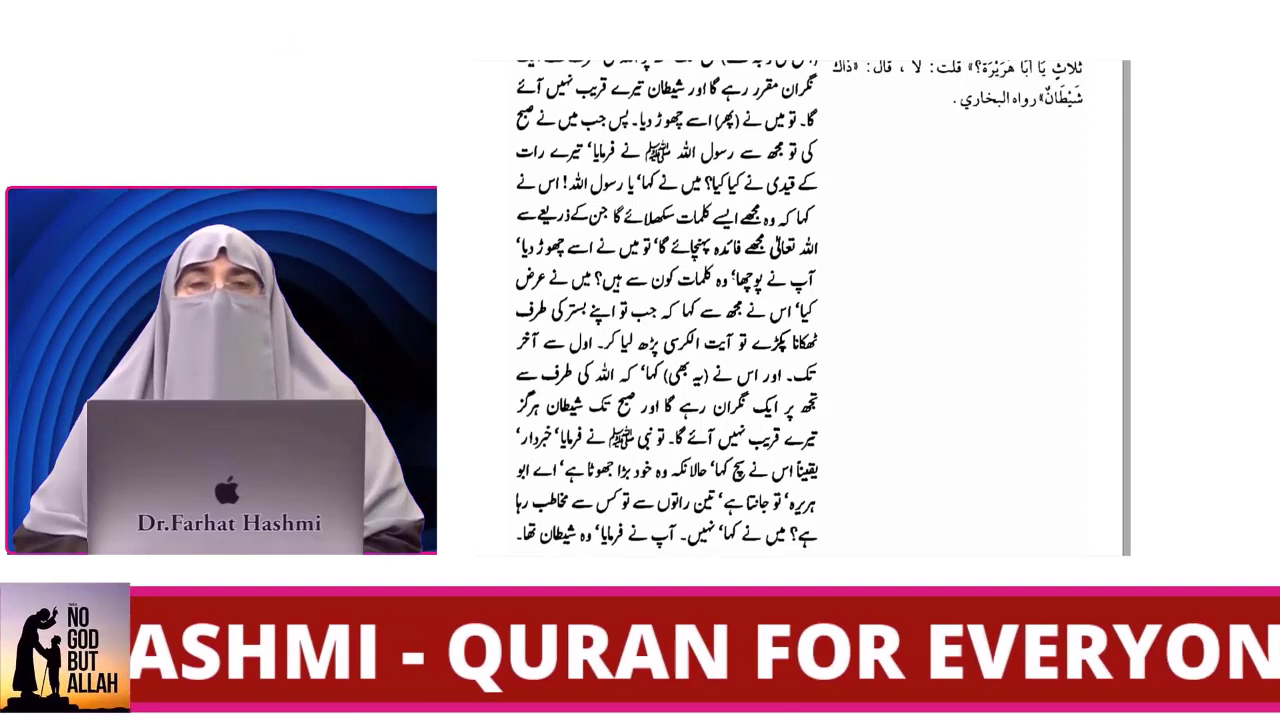 ثَلَاثٍ يَا أَبَا هُرَيْرَةَ؟» قلت: لا ، قال: «ذَاكَ
شَيْطَانٌ» رواه البخاري .
نگران مقرر رہے گا اور شیطان تیرے قریب نہیں آئے
گا۔ تو میں نے (پھر) اسے چھوڑ دیا۔ پس جب میں نے صبح
کی تو مجھ سے رسول اللہ ﷺ نے فرمایا‘ تیرے رات
کے قیدی نے کیا کیا؟ میں نے کہا‘ یا رسول اللہ! اس نے
کہا کہ وہ مجھے ایسے کلمات سکھلائے گا جن کے ذریعے سے
اللہ تعالیٰ مجھے فائدہ پہنچائے گا‘ تو میں نے اسے چھوڑ دیا‘
آپ نے پوچھا‘ وہ کلمات کون سے ہیں؟ میں نے عرض
کیا‘ اس نے مجھ سے کہا کہ جب تو اپنے بستر کی طرف
ٹھکانا پکڑے تو آیت الکرسی پڑھ لیا کر۔ اول سے آخر
تک۔ اور اس نے (یہ بھی) کہا‘ کہ اللہ کی طرف سے
تجھ پر ایک نگران رہے گا اور صبح تک شیطان ہرگز
تیرے قریب نہیں آئے گا۔ تو نبی ﷺ نے فرمایا‘ خبردار‘
یقیناً اس نے سچ کہا‘ حالانکہ وہ خود بڑا جھوٹا ہے‘ اے ابو
ہریرہ‘ تو جانتا ہے‘ تین راتوں سے تو کس سے مخاطب رہا
ہے؟ میں نے کہا‘ نہیں۔ آپ نے فرمایا‘ وہ شیطان تھا۔
Dr.Farhat Hashmi
NO
GOD
BUT
ALLAH
ASHMI - QURAN FOR EVERYON